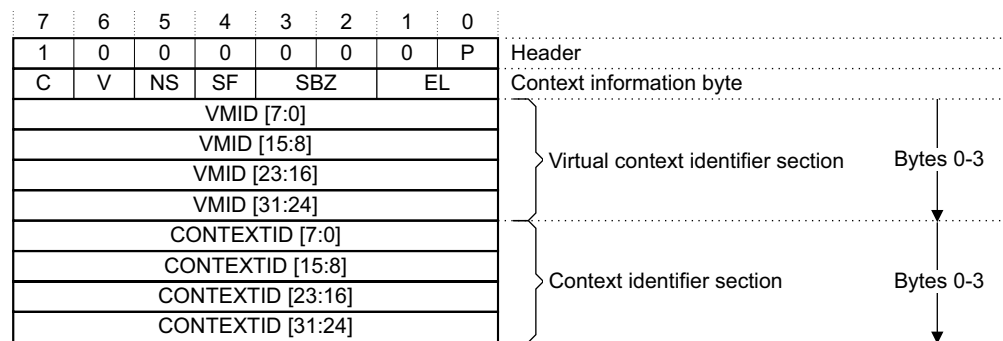 7 6 5 4 3 2 1 0
1 0 0 0 0 0 0 P Header
C V NS SF SBZ EL Context information byte
VMID [7:0]
VMID [15:8]
Virtual context identifier section Bytes 0-3
VMID [23:16]
VMID [31:24]
CONTEXTID [7:0]
CONTEXTID [15:8]
Context identifier section Bytes 0-3
CONTEXTID [23:16]
CONTEXTID [31:24]